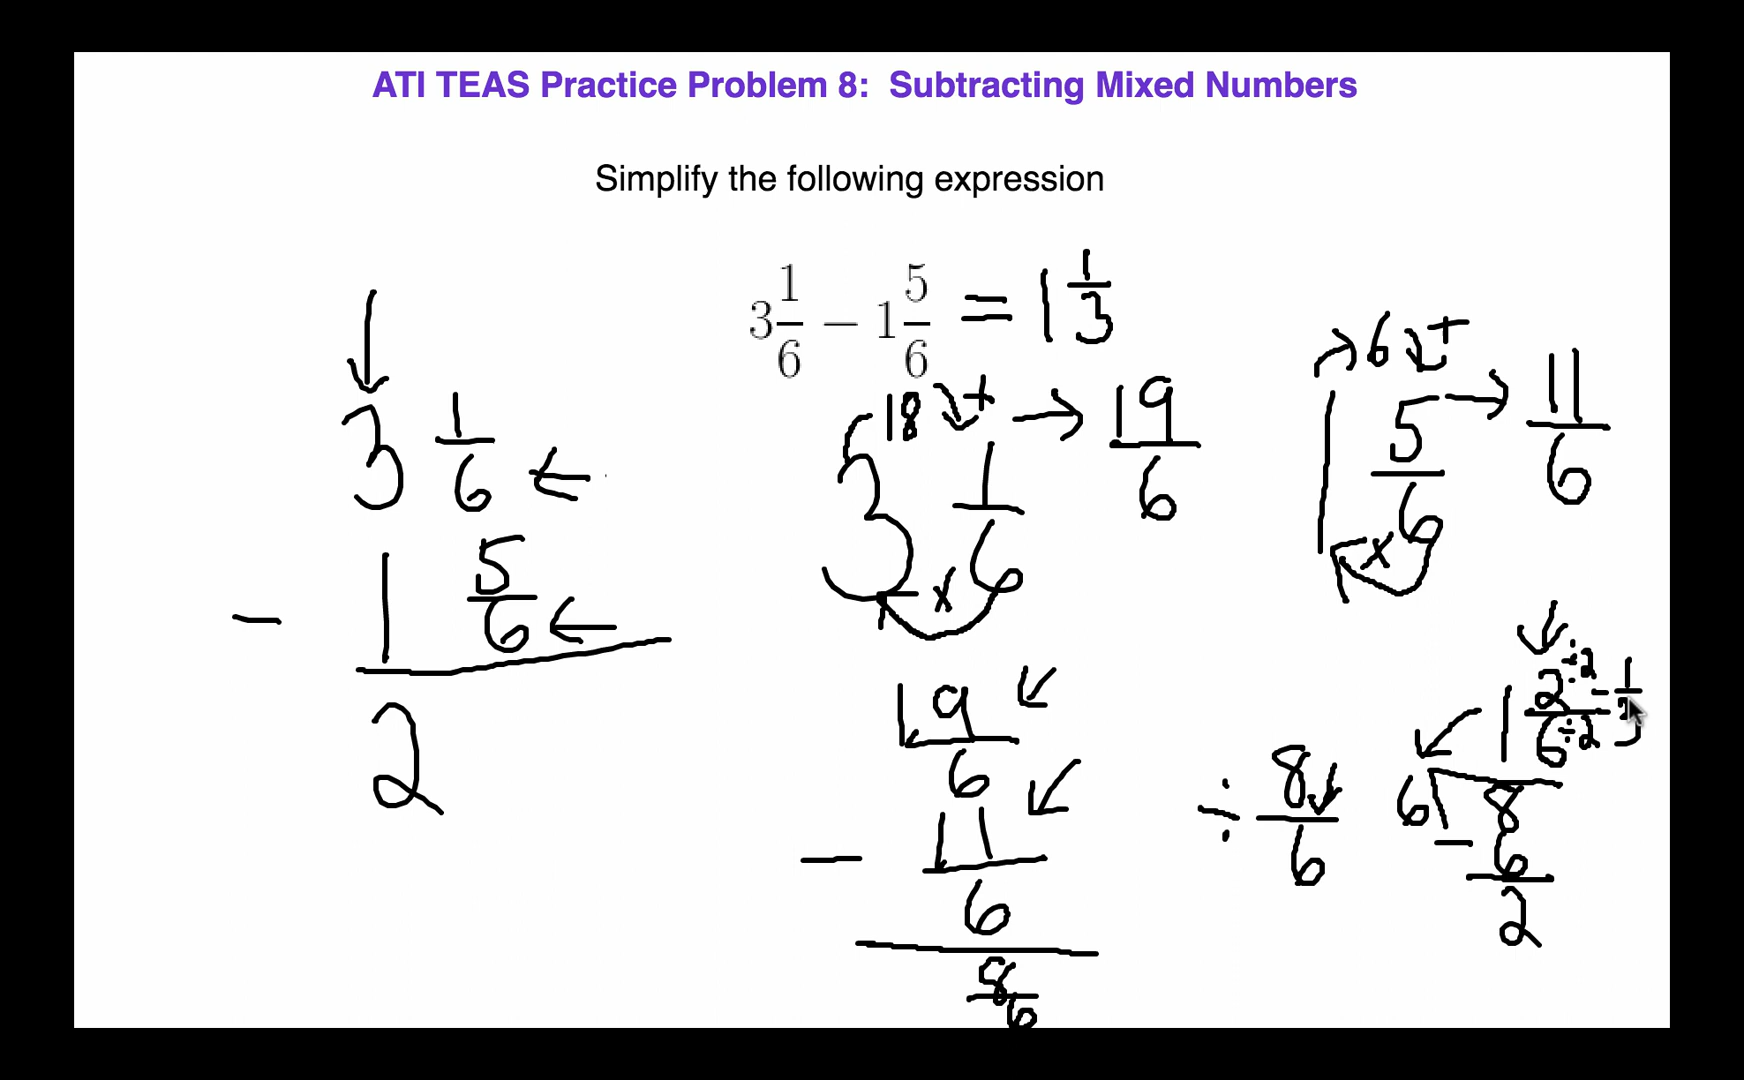 ATI TEAS Practice Problem 8: Subtracting Mixed Numbers
Simplify the following expression
3 1/6 − 1 5/6 = 1 1/3
3 1/6
− 1 5/6
2
18 + → 19/6
3 1/6
×
6 + → 11/6
1 5/6
×
19/6
− 11/6
8/6
÷ 8/6
1 2÷2/6÷2 = 1/3
6 8
− 6
2